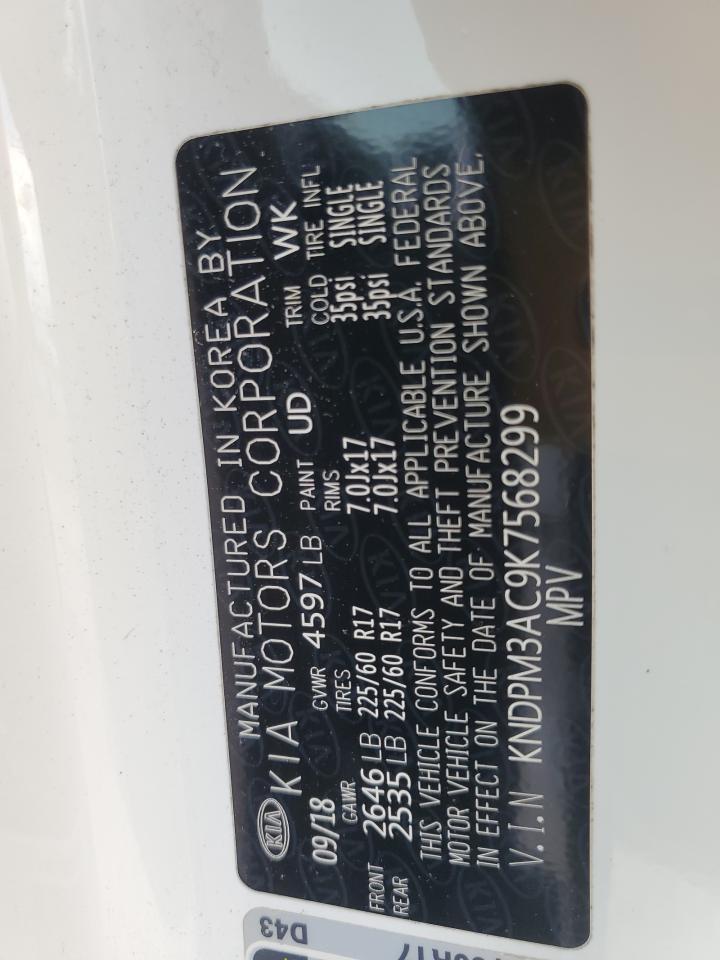 KIA
MANUFACTURED IN KOREA BY
KIA MOTORS CORPORATION
09/18 GVWR 4597 LB PAINT UD TRIM WK
GAWR TIRES RIMS COLD TIRE INFL
FRONT 2646 LB 225/60 R17 7.0Jx17 35psi SINGLE
REAR 2535 LB 225/60 R17 7.0Jx17 35psi SINGLE
THIS VEHICLE CONFORMS TO ALL APPLICABLE U.S.A. FEDERAL
MOTOR VEHICLE SAFETY AND THEFT PREVENTION STANDARDS
IN EFFECT ON THE DATE OF MANUFACTURE SHOWN ABOVE.
V.I.N KNDPM3AC9K7568299
MPV
D43